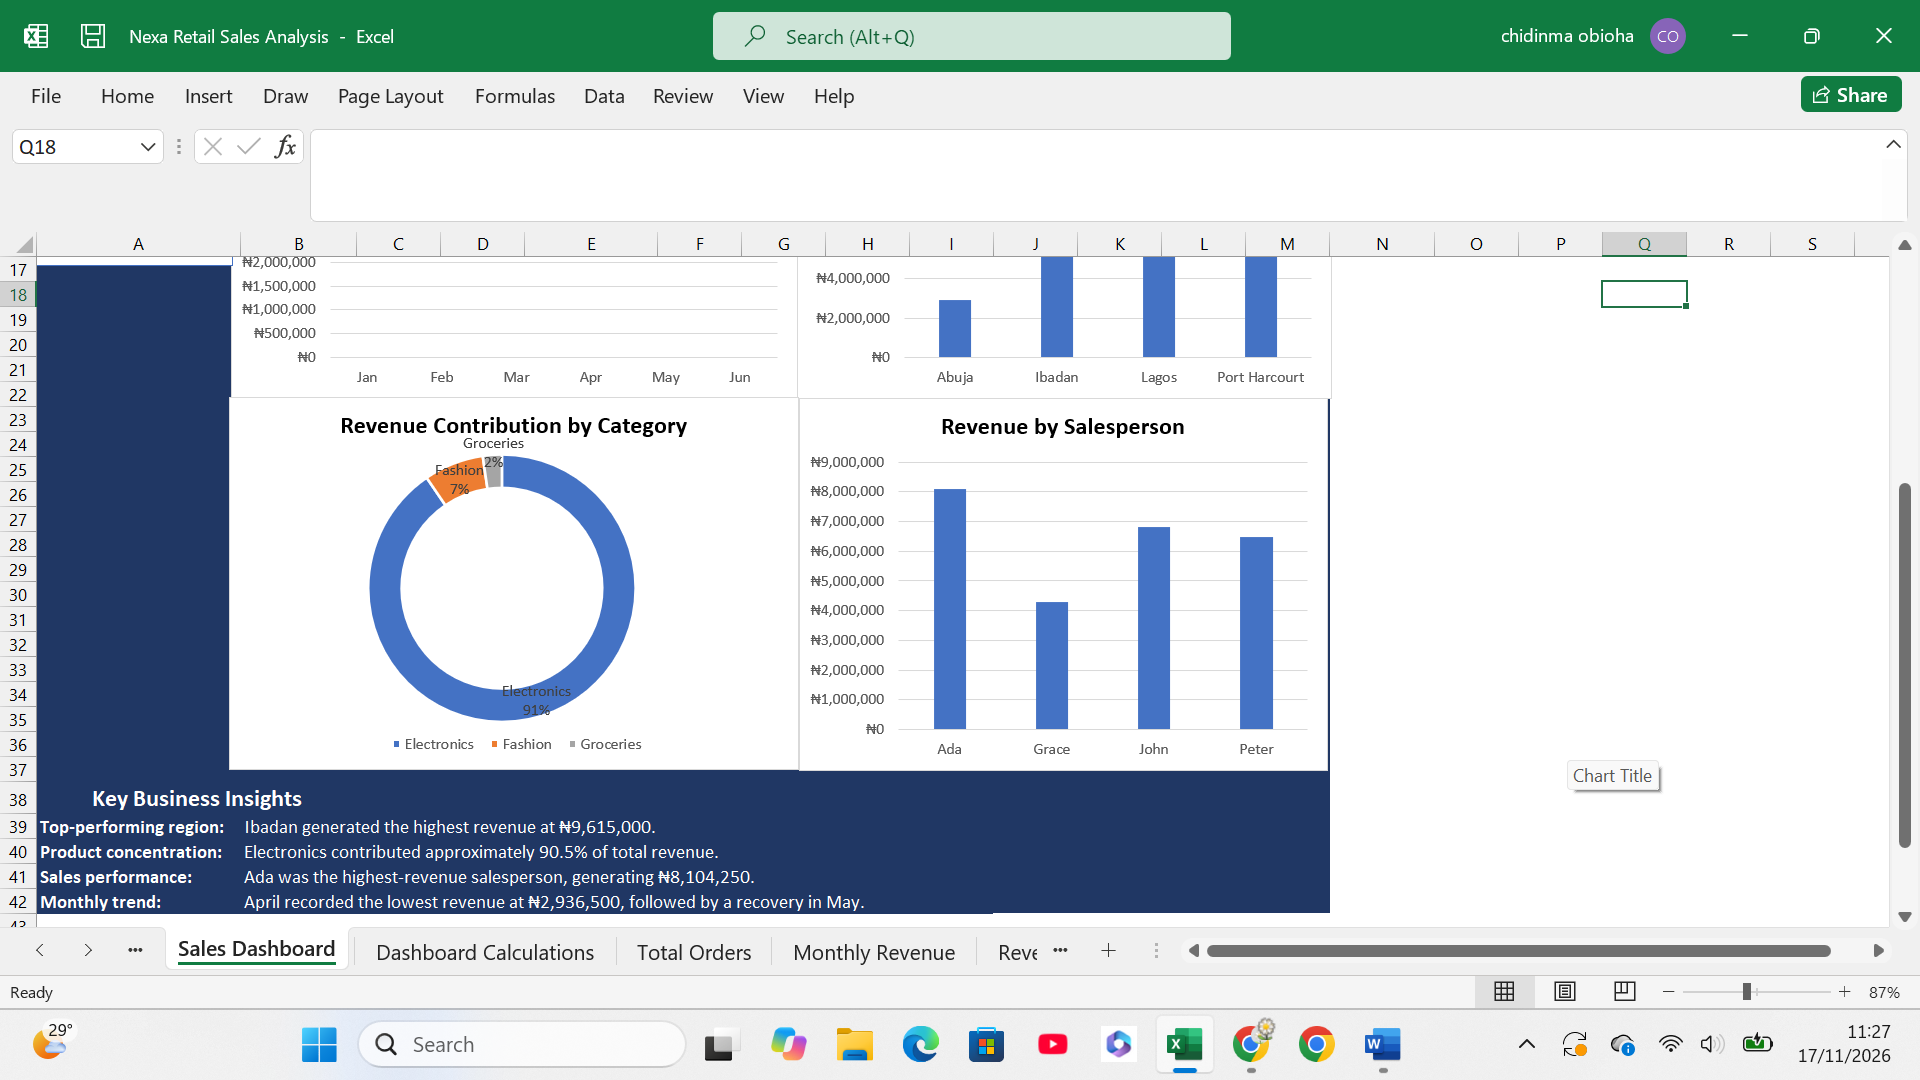 Nexa Retail Sales Analysis - Excel
Search (Alt+Q)
chidinma obioha
CO
File Home Insert Draw Page Layout Formulas Data Review View Help
Share
Q18
fx
A B C D E F G H I J K L M N O P Q R S
17
18
19
20
21
22
23
24
25
26
27
28
29
30
31
32
33
34
35
36
37
38
39
40
41
42
₦2,000,000
₦1,500,000
₦1,000,000
₦500,000
₦0
Jan Feb Mar Apr May Jun
₦4,000,000
₦2,000,000
₦0
Abuja Ibadan Lagos Port Harcourt
Revenue Contribution by Category
Groceries
2%
Fashion
7%
Electronics
91%
Electronics Fashion Groceries
Revenue by Salesperson
₦9,000,000
₦8,000,000
₦7,000,000
₦6,000,000
₦5,000,000
₦4,000,000
₦3,000,000
₦2,000,000
₦1,000,000
₦0
Ada Grace John Peter
Chart Title
Key Business Insights
Top-performing region: Ibadan generated the highest revenue at ₦9,615,000.
Product concentration: Electronics contributed approximately 90.5% of total revenue.
Sales performance: Ada was the highest-revenue salesperson, generating ₦8,104,250.
Monthly trend: April recorded the lowest revenue at ₦2,936,500, followed by a recovery in May.
Sales Dashboard Dashboard Calculations Total Orders Monthly Revenue Reve
Ready
87%
29°
Search
11:27
17/11/2026